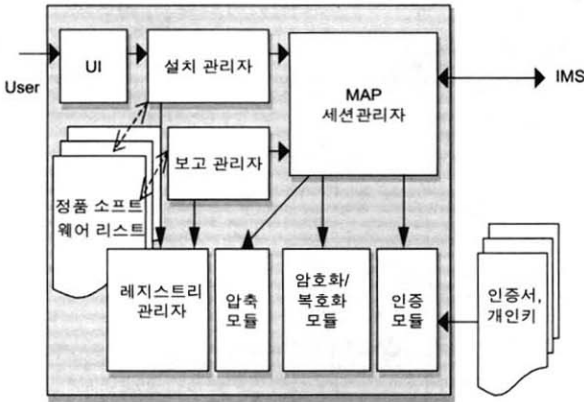 User
UI
설치 관리자
MAP
세션관리자
IMS
보고 관리자
정품 소프트
웨어 리스트
레지스트리
관리자
압축
모듈
암호화/
복호화
모듈
인증
모듈
인증서,
개인키